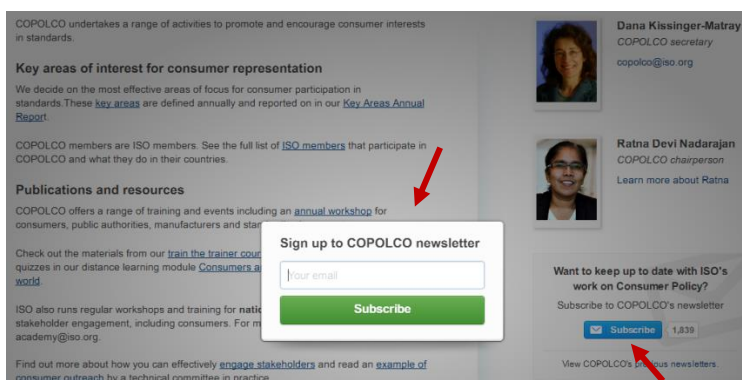 COPOLCO undertakes a range of activities to promote and encourage consumer interests
in standards.
Key areas of interest for consumer representation
We decide on the most effective areas of focus for consumer participation in
standards.These key areas are defined annually and reported on in our Key Areas Annual
Report.
COPOLCO members are ISO members. See the full list of ISO members that participate in
COPOLCO and what they do in their countries.
Publications and resources
COPOLCO offers a range of training and events including an annual workshop for
consumers, public authorities, manufacturers and
Check out the materials from our train the trainer
quizzes in our distance learning module Consumers
world.
ISO also runs regular workshops and training for
stakeholder engagement, including consumers. For
academy@iso.org.
Find out more about how you can effectively engage stakeholders and read an example of
consumer outreach by a technical committee in practice
Sign up to COPOLCO newsletter
Your email
Subscribe
Dana Kissinger-Matray
COPOLCO secretary
copolco@iso.org
Ratna Devi Nadarajan
COPOLCO chairperson
Learn more about Ratna
Want to keep up to date with ISO's
work on Consumer Policy?
Subscribe to COPOLCO's newsletter
Subscribe 1,839
View COPOLCO's previous newsletters.